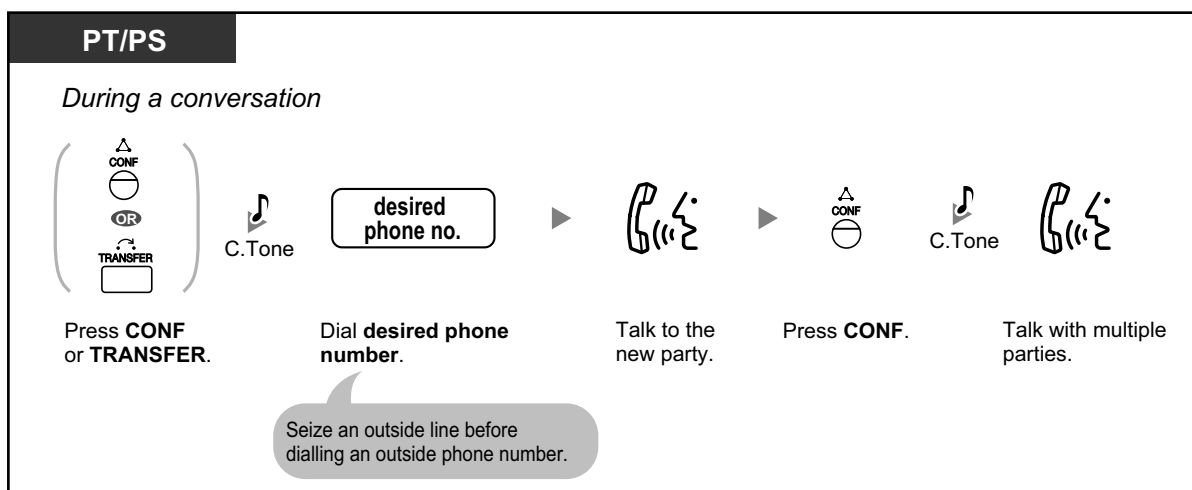 PT/PS
During a conversation
CONF
OR
TRANSFER
C.Tone
desired
phone no.
CONF
C.Tone
Press CONF
or TRANSFER.
Dial desired phone
number.
Talk to the
new party.
Press CONF.
Talk with multiple
parties.
Seize an outside line before
dialling an outside phone number.